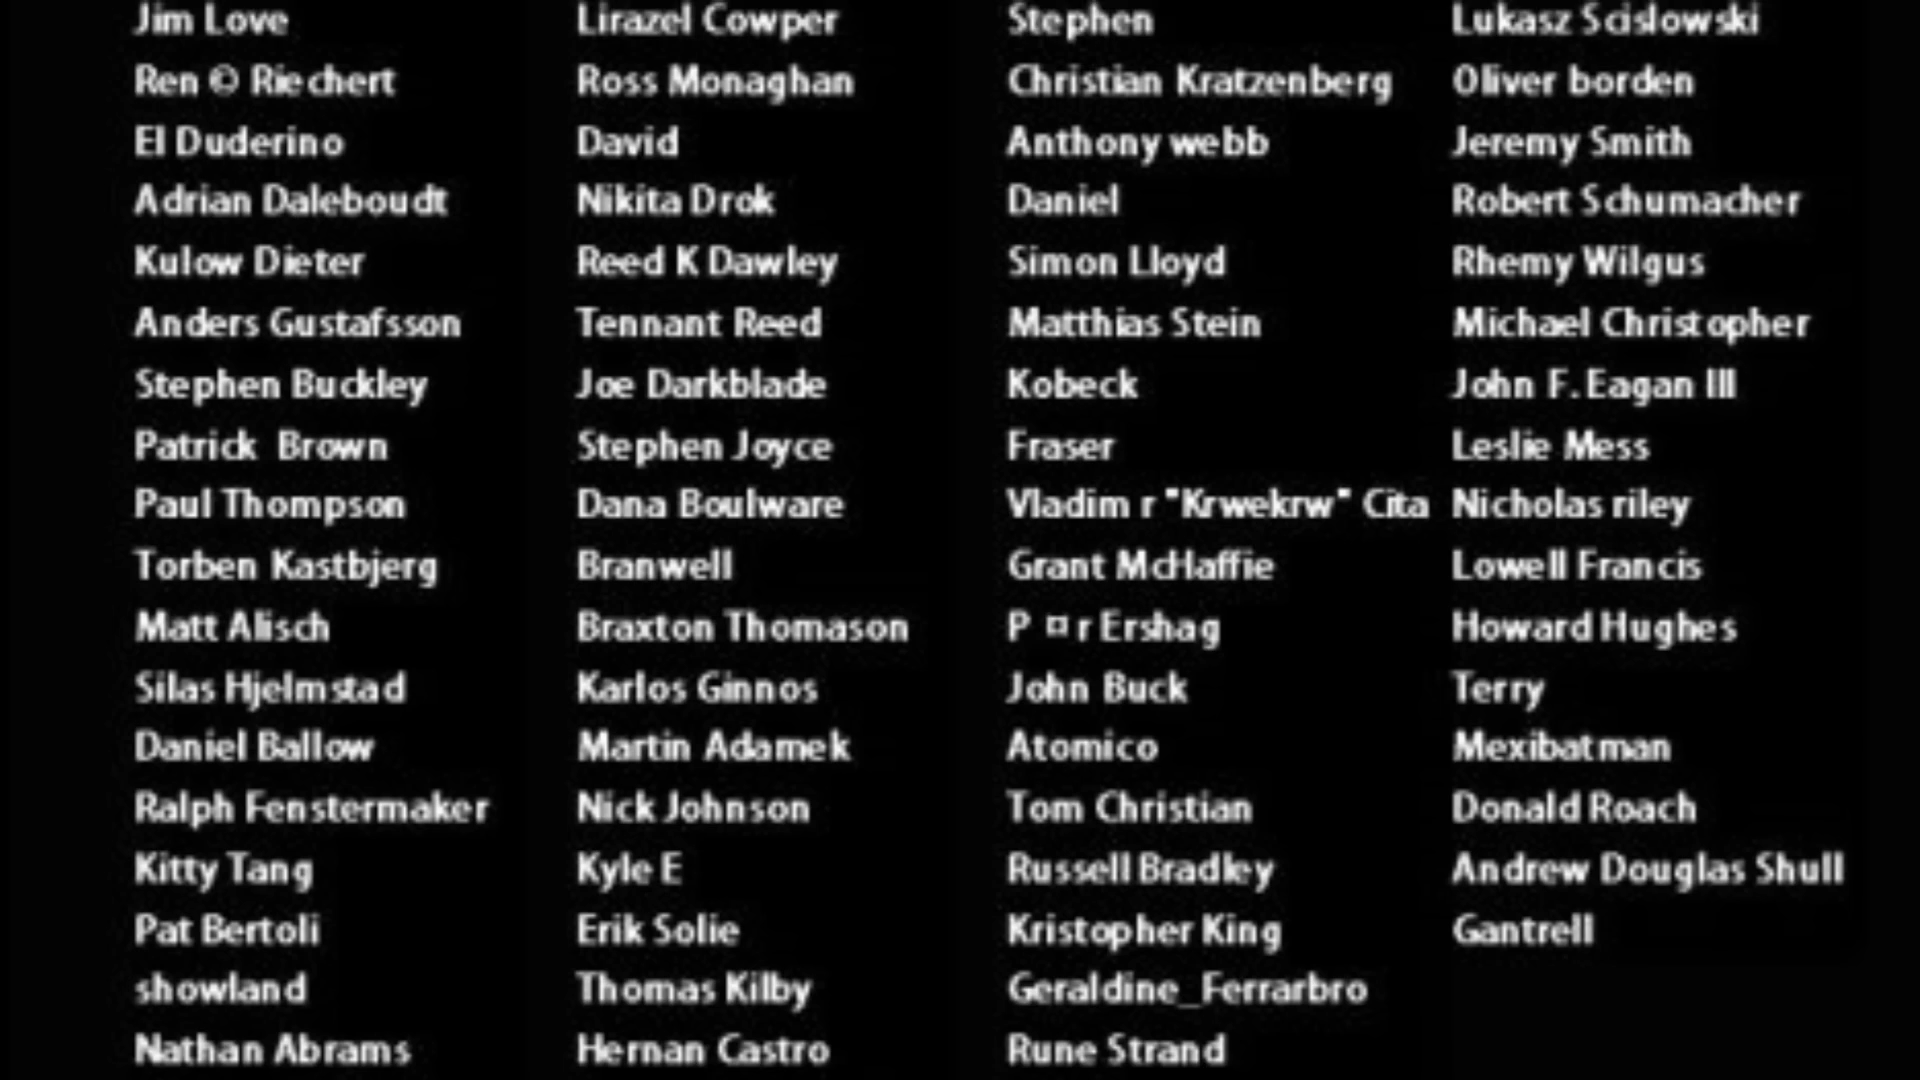 Jim Love
Ren © Riechert
El Duderino
Adrian Daleboudt
Kulow Dieter
Anders Gustafsson
Stephen Buckley
Patrick  Brown
Paul Thompson
Torben Kastbjerg
Matt Alisch
Silas Hjelmstad
Daniel Ballow
Ralph Fenstermaker
Kitty Tang
Pat Bertoli
showland
Nathan Abrams
Lirazel Cowper
Ross Monaghan
David
Nikita Drok
Reed K Dawley
Tennant Reed
Joe Darkblade
Stephen Joyce
Dana Boulware
Branwell
Braxton Thomason
Karlos Ginnos
Martin Adamek
Nick Johnson
Kyle E
Erik Solie
Thomas Kilby
Hernan Castro
Stephen
Christian Kratzenberg
Anthony webb
Daniel
Simon Lloyd
Matthias Stein
Kobeck
Fraser
Vladim r "Krwekrw" Cita
Grant McHaffie
P ¤ r Ershag
John Buck
Atomico
Tom Christian
Russell Bradley
Kristopher King
Geraldine_Ferrarbro
Rune Strand
Lukasz Scislowski
Oliver borden
Jeremy Smith
Robert Schumacher
Rhemy Wilgus
Michael Christopher
John F. Eagan III
Leslie Mess
Nicholas riley
Lowell Francis
Howard Hughes
Terry
Mexibatman
Donald Roach
Andrew Douglas Shull
Gantrell